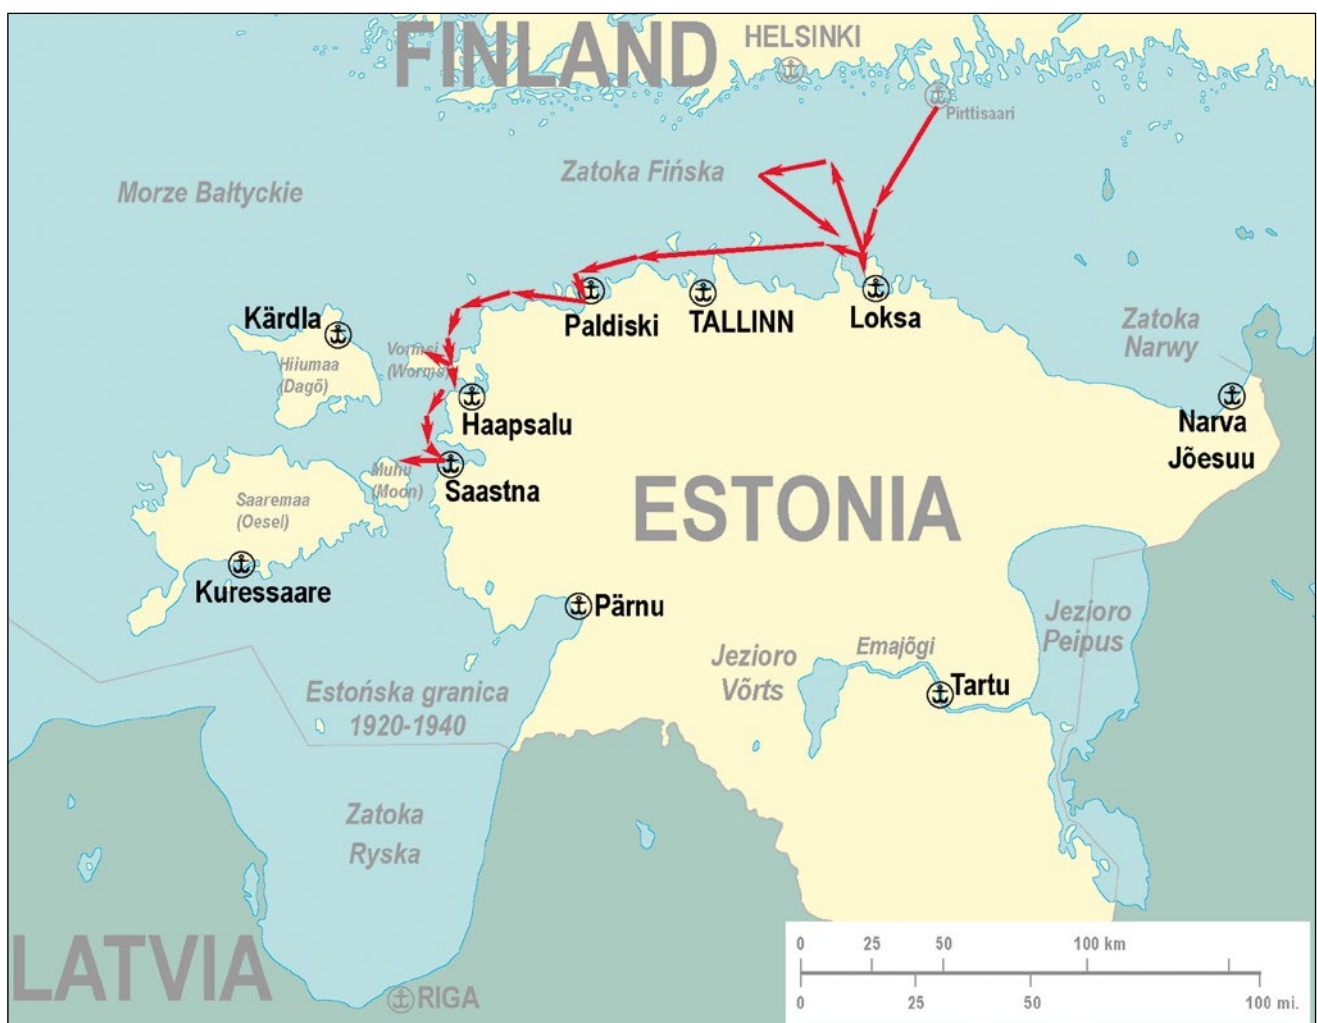 FINLAND
HELSINKI
Pirttisaari
Zatoka Fińska
Morze Bałtyckie
Kärdla
Hiiumaa
(Dagö)
Vormsi
(Worms)
Paldiski
TALLINN
Loksa
Zatoka
Narwy
Haapsalu
Narva
Jõesuu
Muhu
(Moon)
Saastna
Saaremaa
(Oesel)
ESTONIA
Kuressaare
Pärnu
Jezioro
Peipus
Emajõgi
Jezioro
Võrts
Tartu
Estońska granica
1920-1940
Zatoka
Ryska
LATVIA
RIGA
0 25 50 100 km
0 25 50 100 mi.